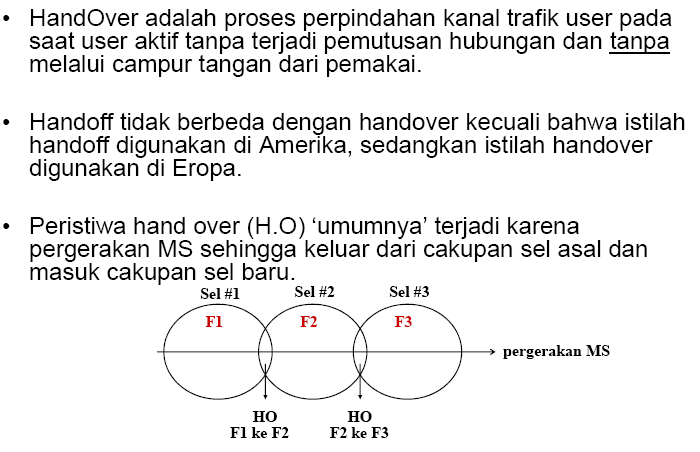 • HandOver adalah proses perpindahan kanal trafik user pada
saat user aktif tanpa terjadi pemutusan hubungan dan tanpa
melalui campur tangan dari pemakai.
• Handoff tidak berbeda dengan handover kecuali bahwa istilah
handoff digunakan di Amerika, sedangkan istilah handover
digunakan di Eropa.
• Peristiwa hand over (H.O) ‘umumnya’ terjadi karena
pergerakan MS sehingga keluar dari cakupan sel asal dan
masuk cakupan sel baru.
Sel #1 Sel #2 Sel #3
F1 F2 F3
pergerakan MS
HO HO
F1 ke F2 F2 ke F3